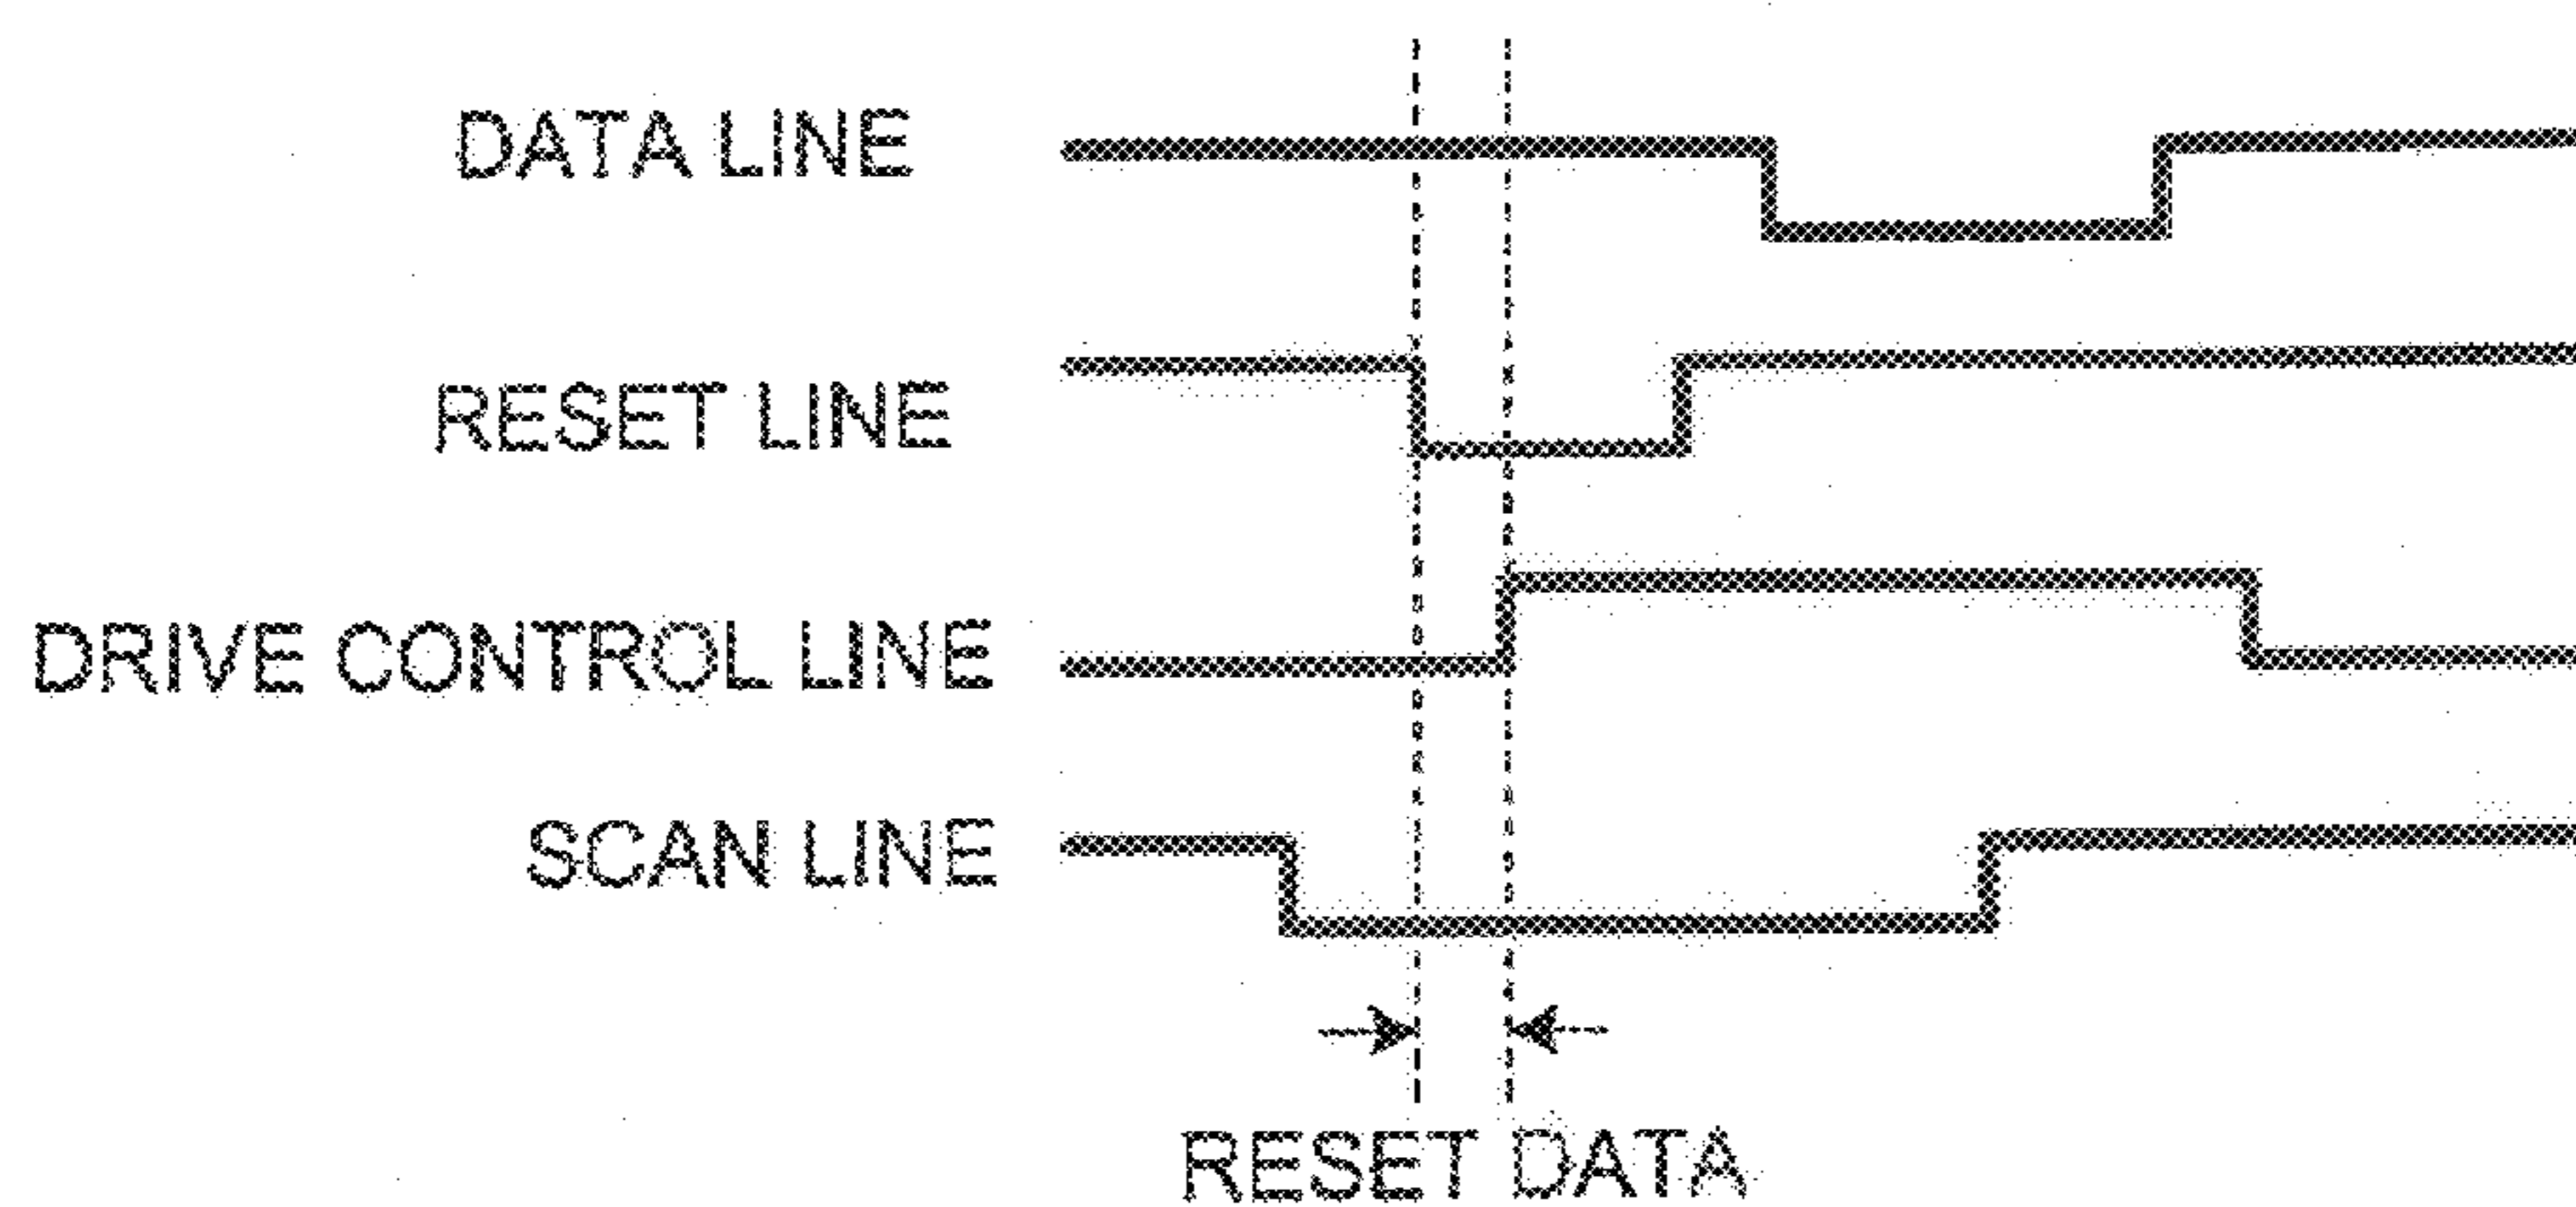 DATA LINE
RESET LINE
DRIVE CONTROL LINE
SCAN LINE
RESET DATA